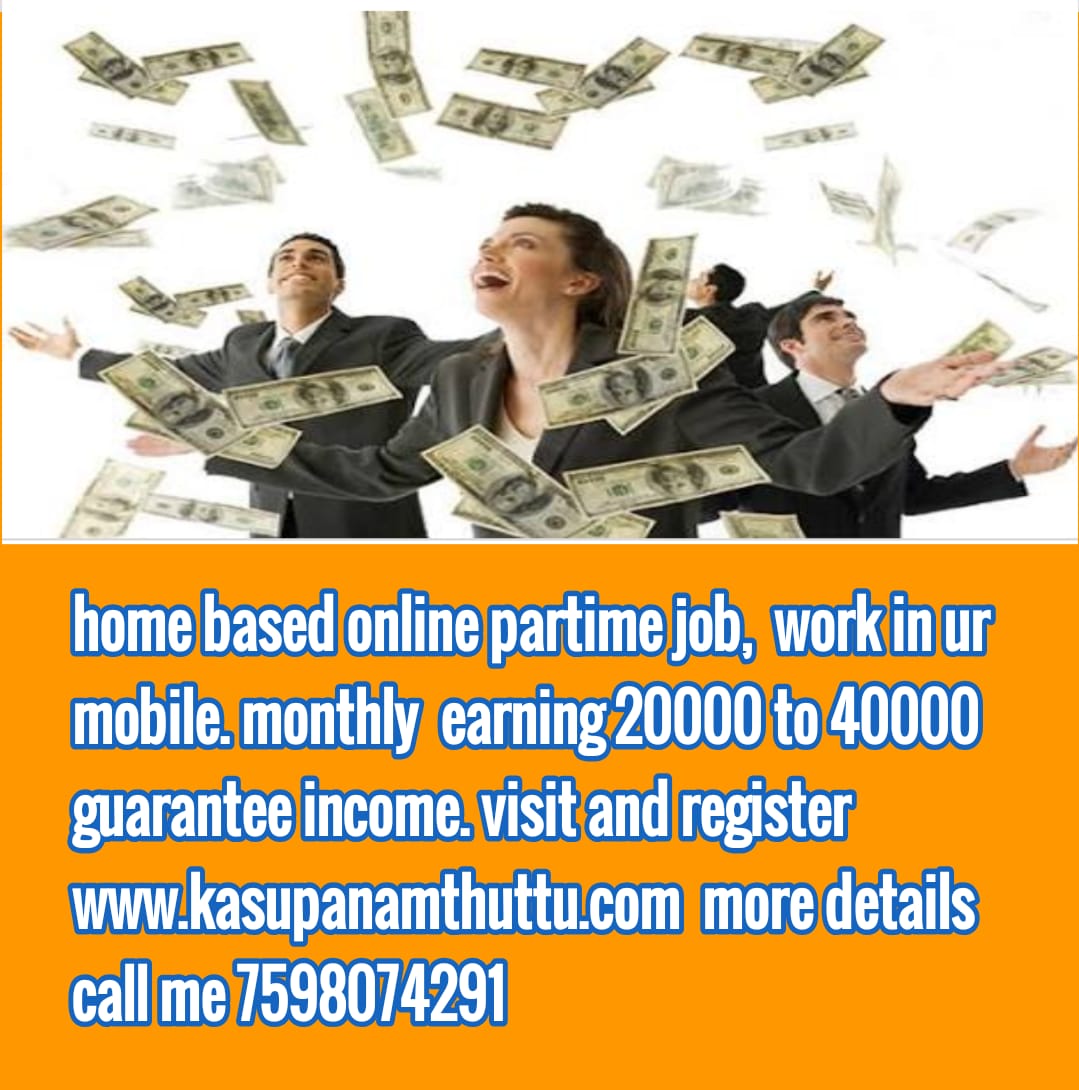 home based online partime job, work in ur
mobile. monthly earning 20000 to 40000
guarantee income. visit and register
www.kasupanamthuttu.com more details
call me 7598074291